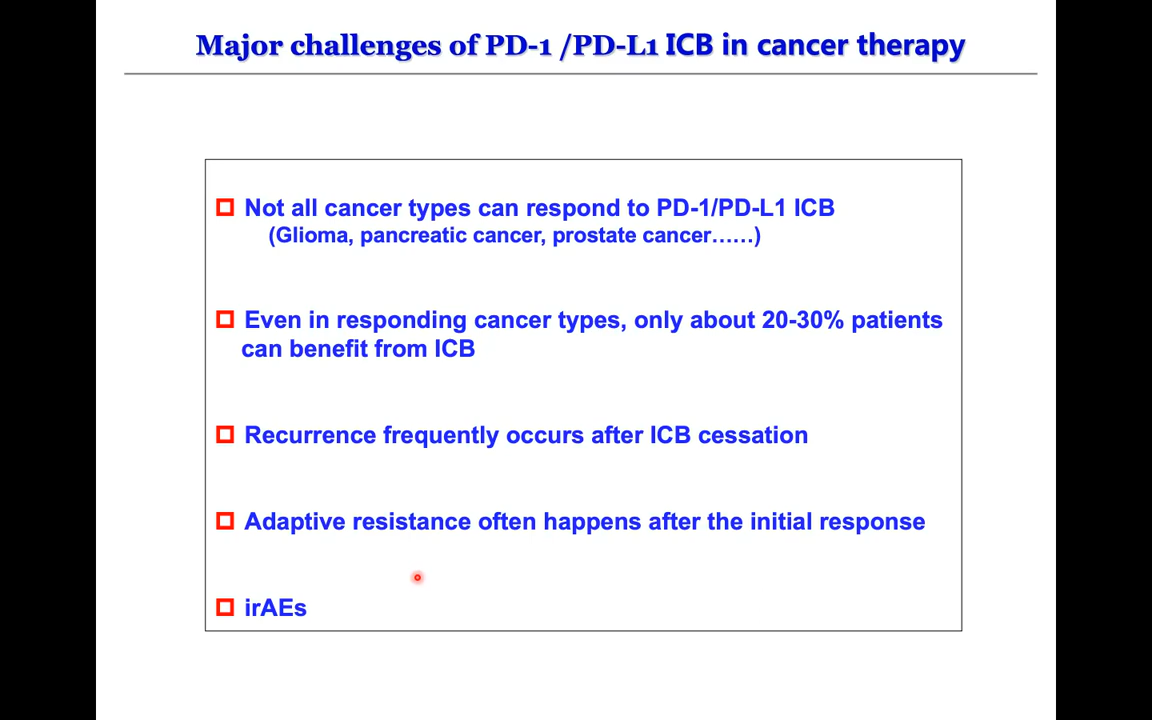 Major challenges of PD-1 /PD-L1 ICB in cancer therapy
Not all cancer types can respond to PD-1/PD-L1 ICB
(Glioma, pancreatic cancer, prostate cancer……)
Even in responding cancer types, only about 20-30% patients
can benefit from ICB
Recurrence frequently occurs after ICB cessation
Adaptive resistance often happens after the initial response
irAEs